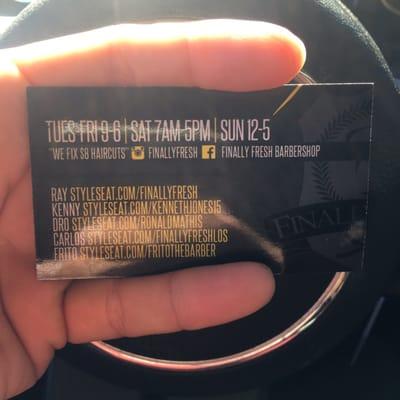 TUES-FRI 9-6 | SAT 7AM-5PM | SUN 12-5
"WE FIX $8 HAIRCUTS" FINALLYFRESH FINALLY FRESH BARBERSHOP
RAY STYLESEAT.COM/FINALLYFRESH
KENNY STYLESEAT.COM/KENNETHJONES15
DRO STYLESEAT.COM/RONALDMATHIS
CARLOS STYLESEAT.COM/FINALLYFRESHLOS
FRITO STYLESEAT.COM/FRITOTHEBARBER